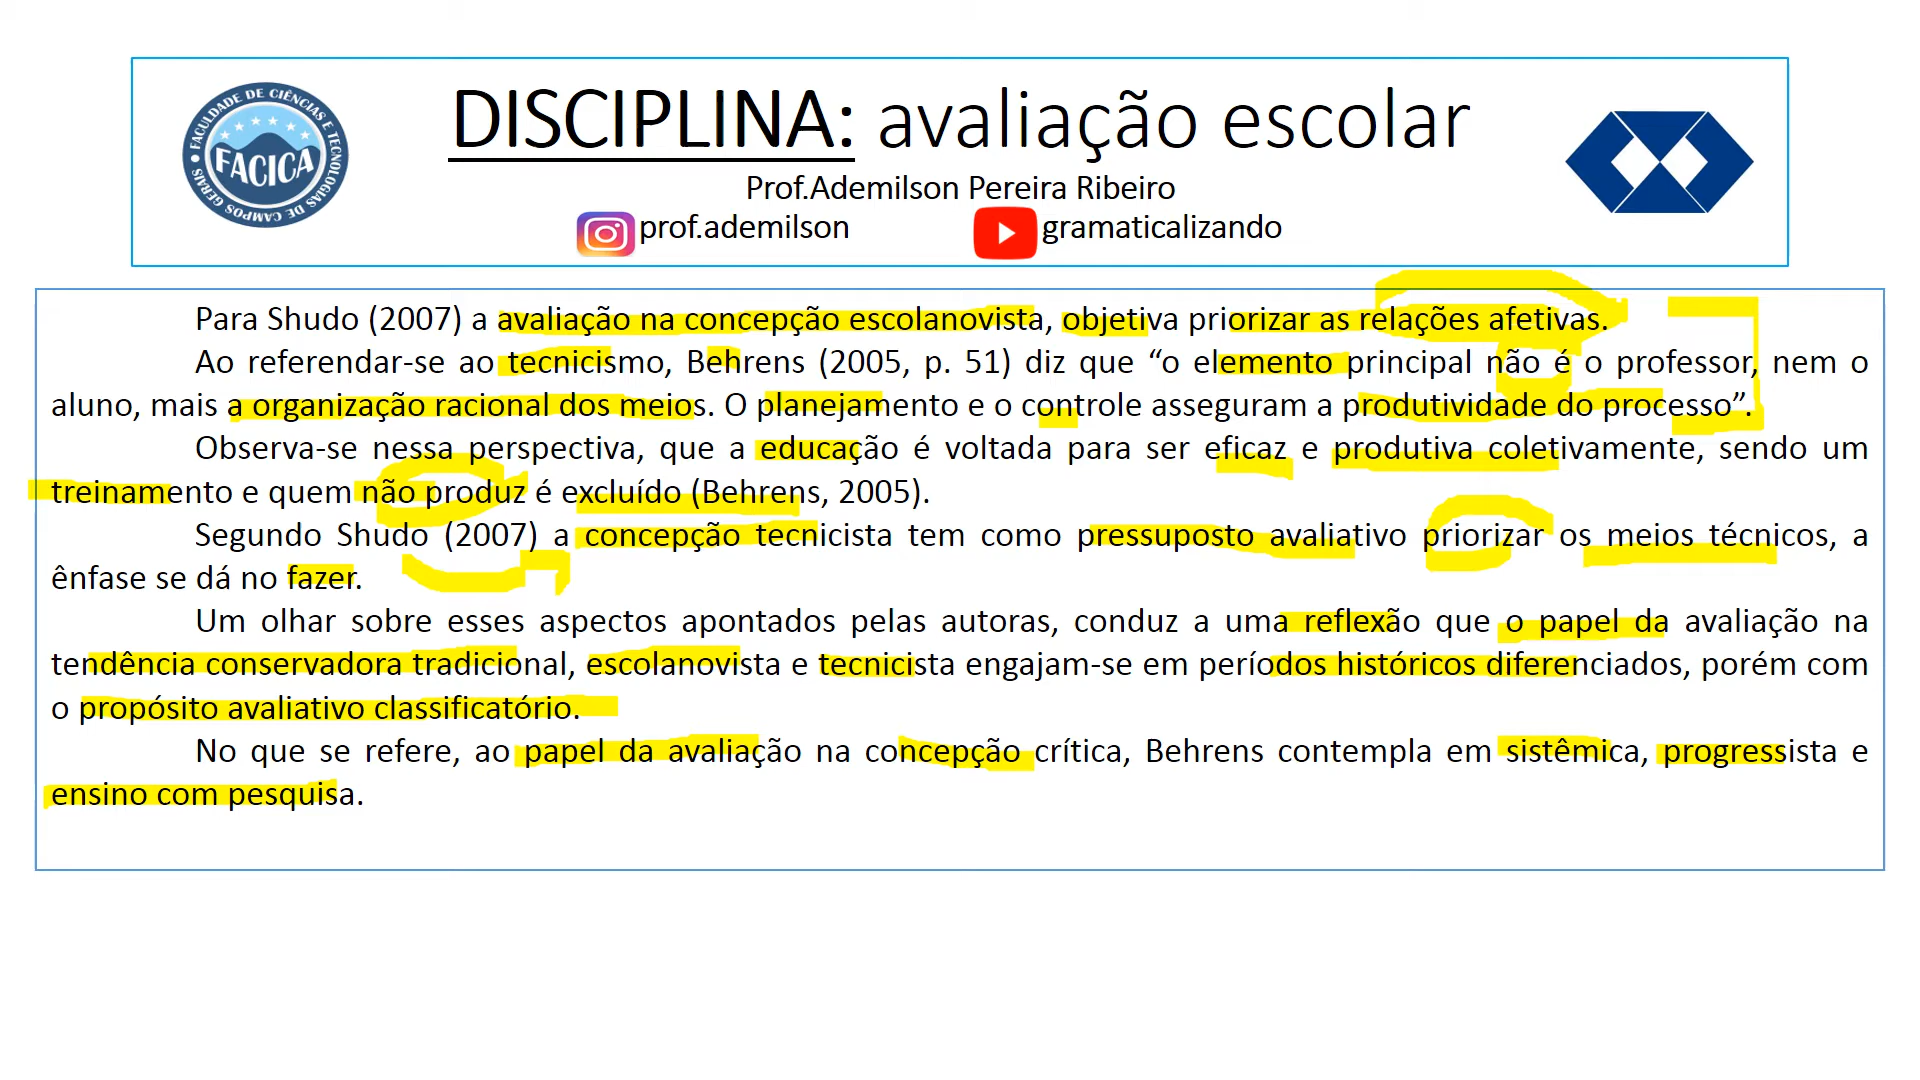 FACULDADE DE CIÊNCIAS E TECNOLOGIAS DE CAMPOS GERAIS
FACICA
DISCIPLINA: avaliação escolar
Prof.Ademilson Pereira Ribeiro
prof.ademilson
gramaticalizando
Para Shudo (2007) a avaliação na concepção escolanovista, objetiva priorizar as relações afetivas.
Ao referendar-se ao tecnicismo, Behrens (2005, p. 51) diz que “o elemento principal não é o professor, nem o
aluno, mais a organização racional dos meios. O planejamento e o controle asseguram a produtividade do processo”.
Observa-se nessa perspectiva, que a educação é voltada para ser eficaz e produtiva coletivamente, sendo um
treinamento e quem não produz é excluído (Behrens, 2005).
Segundo Shudo (2007) a concepção tecnicista tem como pressuposto avaliativo priorizar os meios técnicos, a
ênfase se dá no fazer.
Um olhar sobre esses aspectos apontados pelas autoras, conduz a uma reflexão que o papel da avaliação na
tendência conservadora tradicional, escolanovista e tecnicista engajam-se em períodos históricos diferenciados, porém com
o propósito avaliativo classificatório.
No que se refere, ao papel da avaliação na concepção crítica, Behrens contempla em sistêmica, progressista e
ensino com pesquisa.